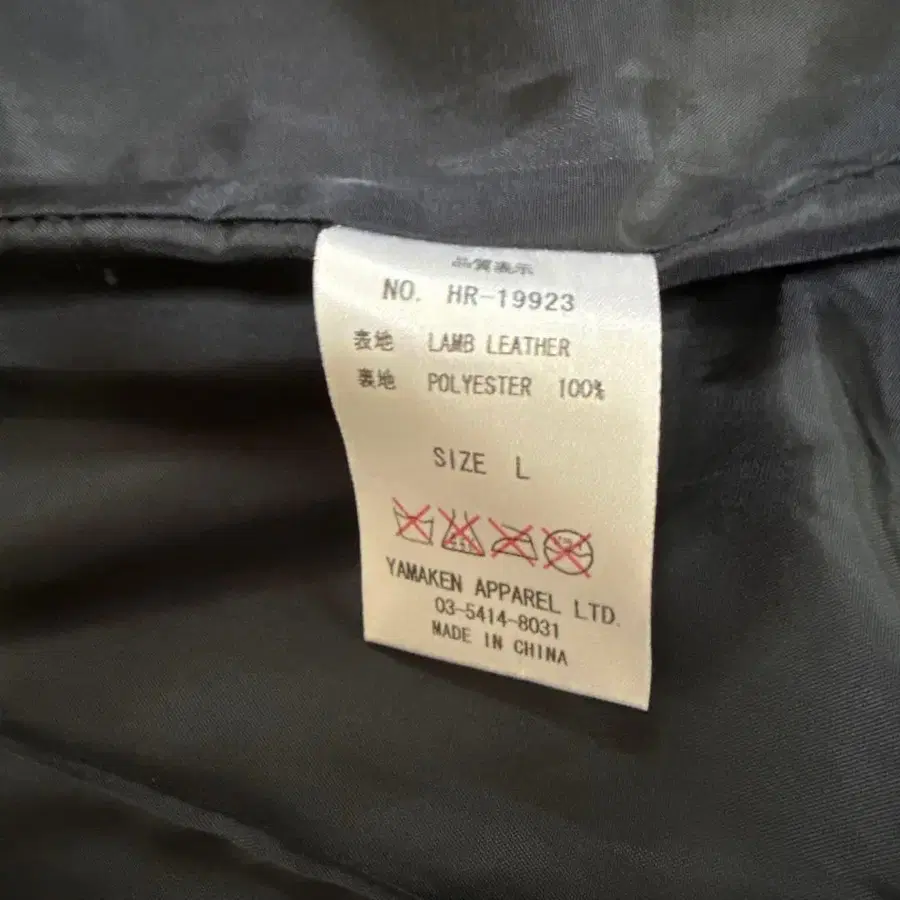 品質表示
NO. HR-19923
表地 LAMB LEATHER
裏地 POLYESTER 100%
SIZE L
YAMAKEN APPAREL LTD.
03-5414-8031
MADE IN CHINA